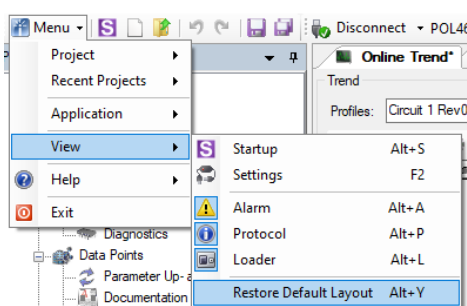 Menu
Disconnect
POL46
Project
Recent Projects
Application
View
Help
Exit
Online Trend*
Trend
Profiles: Circuit 1 Rev0
Startup Alt+S
Settings F2
Alarm Alt+A
Protocol Alt+P
Loader Alt+L
Restore Default Layout Alt+Y
Diagnostics
Data Points
Parameter Up- a
Documentation